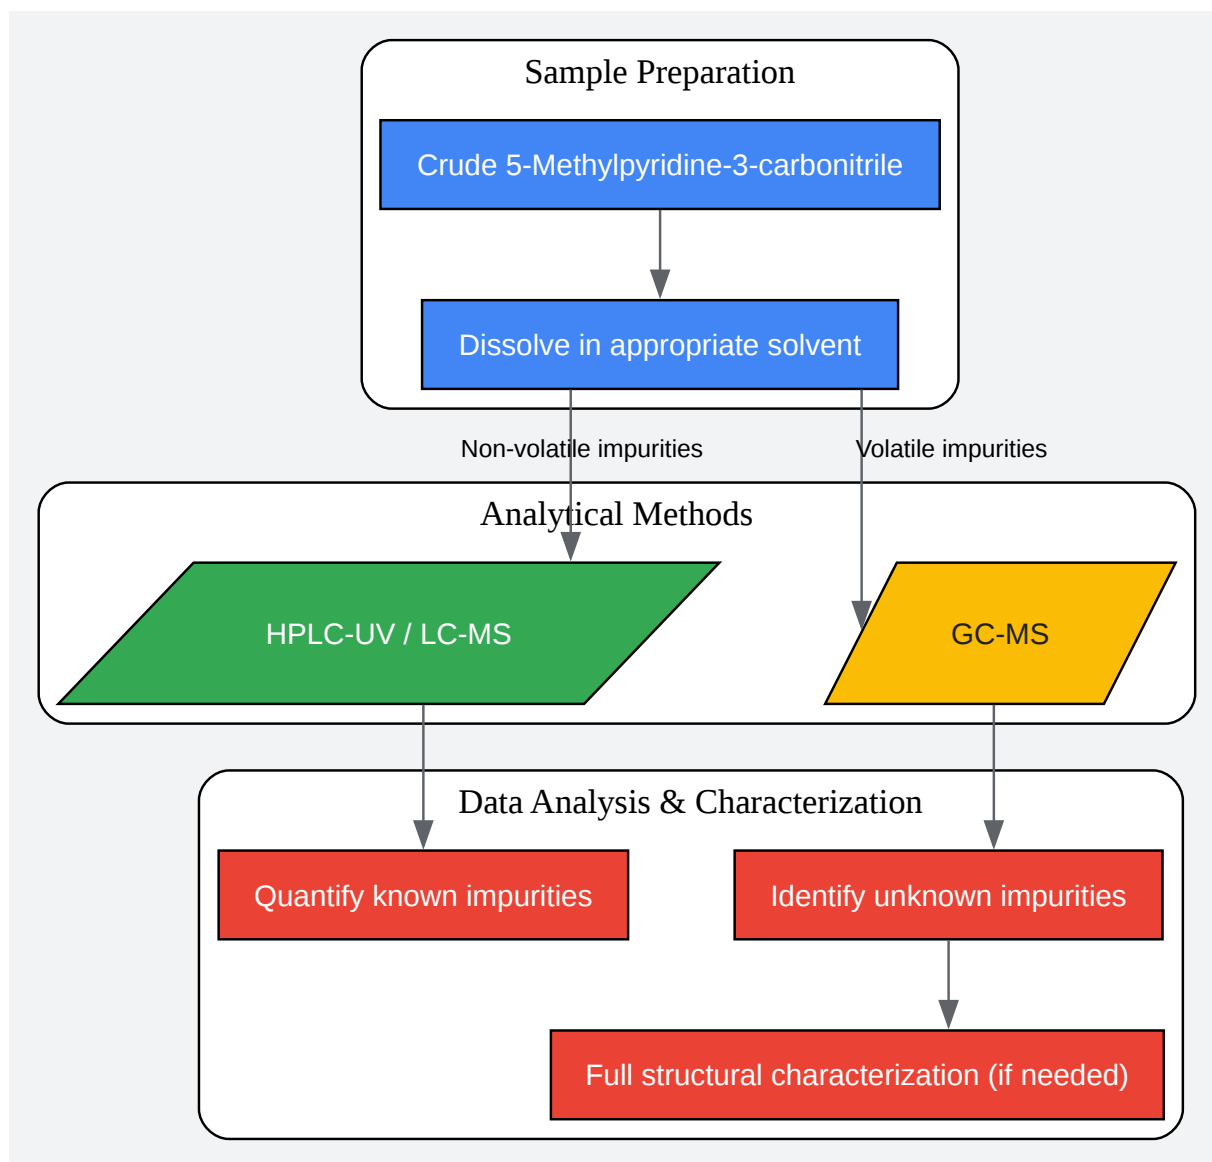 Sample Preparation
Crude 5-Methylpyridine-3-carbonitrile
Dissolve in appropriate solvent
Non-volatile impurities
Volatile impurities
Analytical Methods
HPLC-UV / LC-MS
GC-MS
Data Analysis & Characterization
Quantify known impurities
Identify unknown impurities
Full structural characterization (if needed)